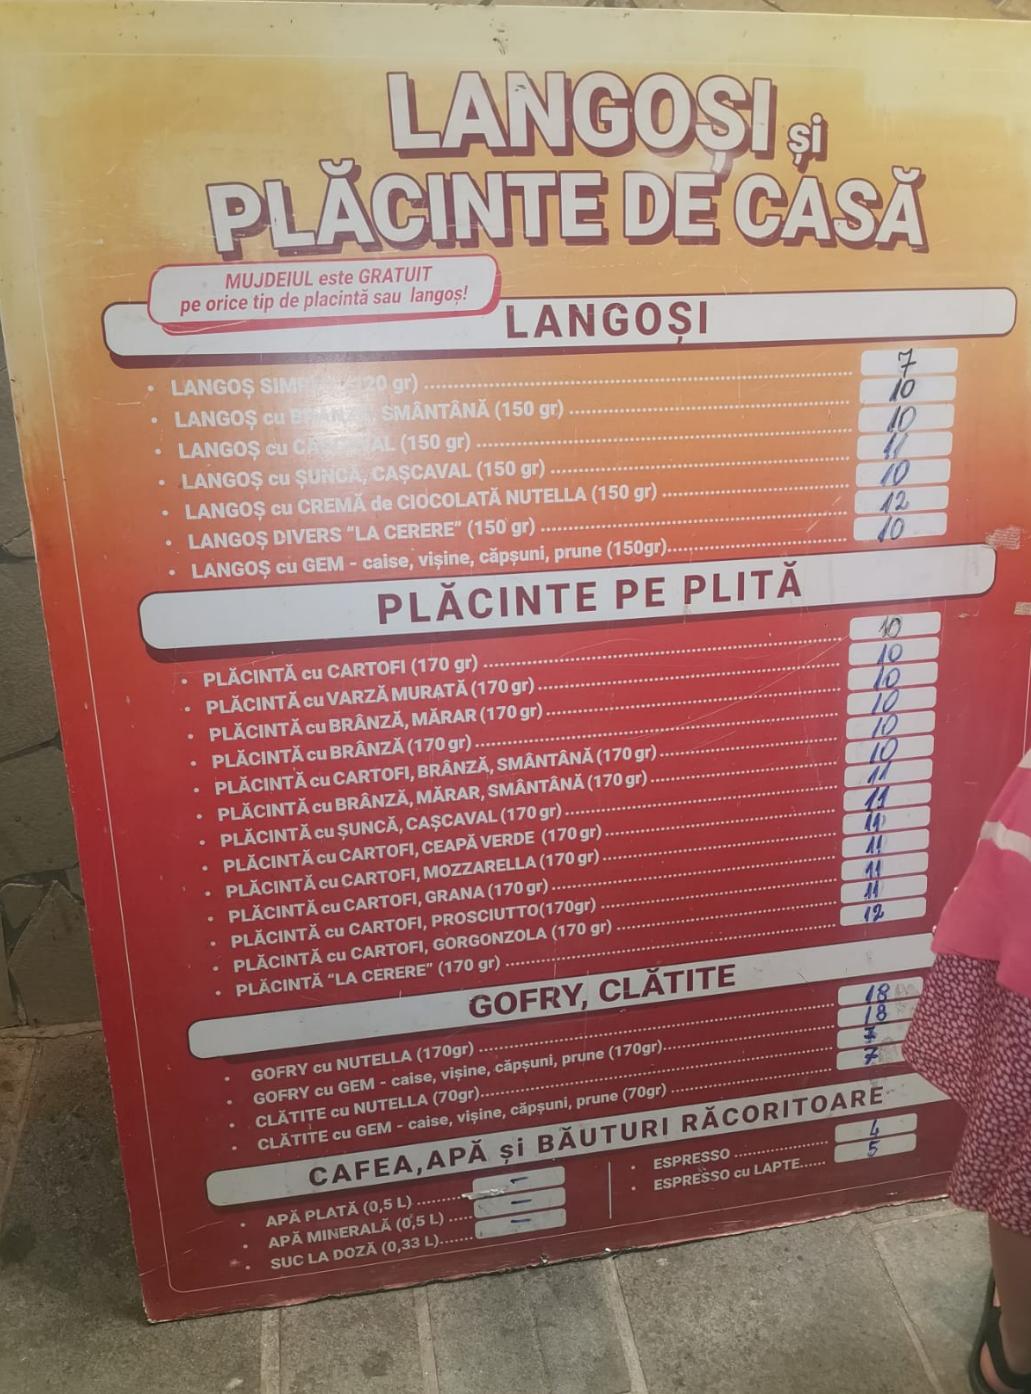 LANGOȘI și
PLĂCINTE DE CASĂ
MUJDEIUL este GRATUIT
pe orice tip de placintă sau langoș!
LANGOȘI
• LANGOȘ (120 gr) 7
• LANGOȘ cu BRÂNZĂ, SMÂNTÂNĂ (150 gr) 10
• LANGOȘ cu CAȘCAVAL (150 gr) 10
• LANGOȘ cu ȘUNCĂ, CAȘCAVAL (150 gr) 11
• LANGOȘ cu CREMĂ de CIOCOLATĂ NUTELLA (150 gr) 10
• LANGOȘ DIVERS “LA CERERE” (150 gr) 12
• LANGOȘ cu GEM - caise, vișine, căpșuni, prune (150gr) 10
PLĂCINTE PE PLITĂ
• PLĂCINTĂ cu CARTOFI (170 gr) 10
• PLĂCINTĂ cu VARZĂ MURATĂ (170 gr) 10
• PLĂCINTĂ cu BRÂNZĂ, MĂRAR (170 gr) 10
• PLĂCINTĂ cu BRÂNZĂ (170 gr) 10
• PLĂCINTĂ cu CARTOFI, BRÂNZĂ, SMÂNTÂNĂ (170 gr) 10
• PLĂCINTĂ cu BRÂNZĂ, MĂRAR, SMÂNTÂNĂ (170 gr) 10
• PLĂCINTĂ cu ȘUNCĂ, CAȘCAVAL (170 gr) 11
• PLĂCINTĂ cu CARTOFI, CEAPĂ VERDE (170 gr) 11
• PLĂCINTĂ cu CARTOFI, MOZZARELLA (170 gr) 11
• PLĂCINTĂ cu CARTOFI, GRANA (170 gr) 11
• PLĂCINTĂ cu CARTOFI, PROSCIUTTO(170gr) 11
• PLĂCINTĂ cu CARTOFI, GORGONZOLA (170 gr) 11
• PLĂCINTĂ “LA CERERE” (170 gr) 12
GOFRY, CLĂTITE
• GOFRY cu NUTELLA (170gr) 18
• GOFRY cu GEM - caise, vișine, căpșuni, prune (170gr) 18
• CLĂTITE cu NUTELLA (70gr) 7
• CLĂTITE cu GEM - caise, vișine, căpșuni, prune (70gr) 7
CAFEA, APĂ și BĂUTURI RĂCORITOARE
• APĂ PLATĂ (0,5 L) -
• APĂ MINERALĂ (0,5 L) -
• SUC LA DOZĂ (0,33 L) -
• ESPRESSO 4
• ESPRESSO cu LAPTE 5